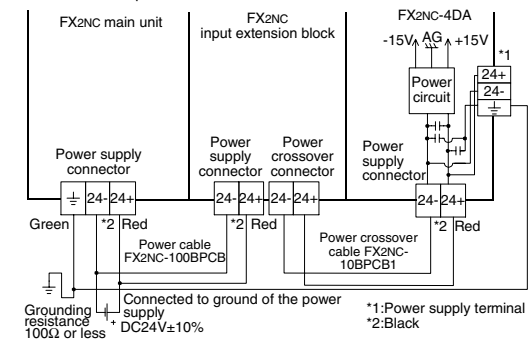 FX2NC main unit
FX2NC
input extension block
FX2NC-4DA
-15V AG +15V
*1
24+
24-
Power
circuit
Power supply
connector
Power
supply
connector
Power
crossover
connector
Power
supply
connector
24- 24+
24- 24+
24- 24+
24- 24+
Green
*2 Red
*2 Red
Power cable
FX2NC-100BPCB
Power crossover
cable FX2NC-
10BPCB1
Grounding
resistance
100Ω or less
+
Connected to ground of the power
supply
DC24V±10%
*1:Power supply terminal
*2:Black